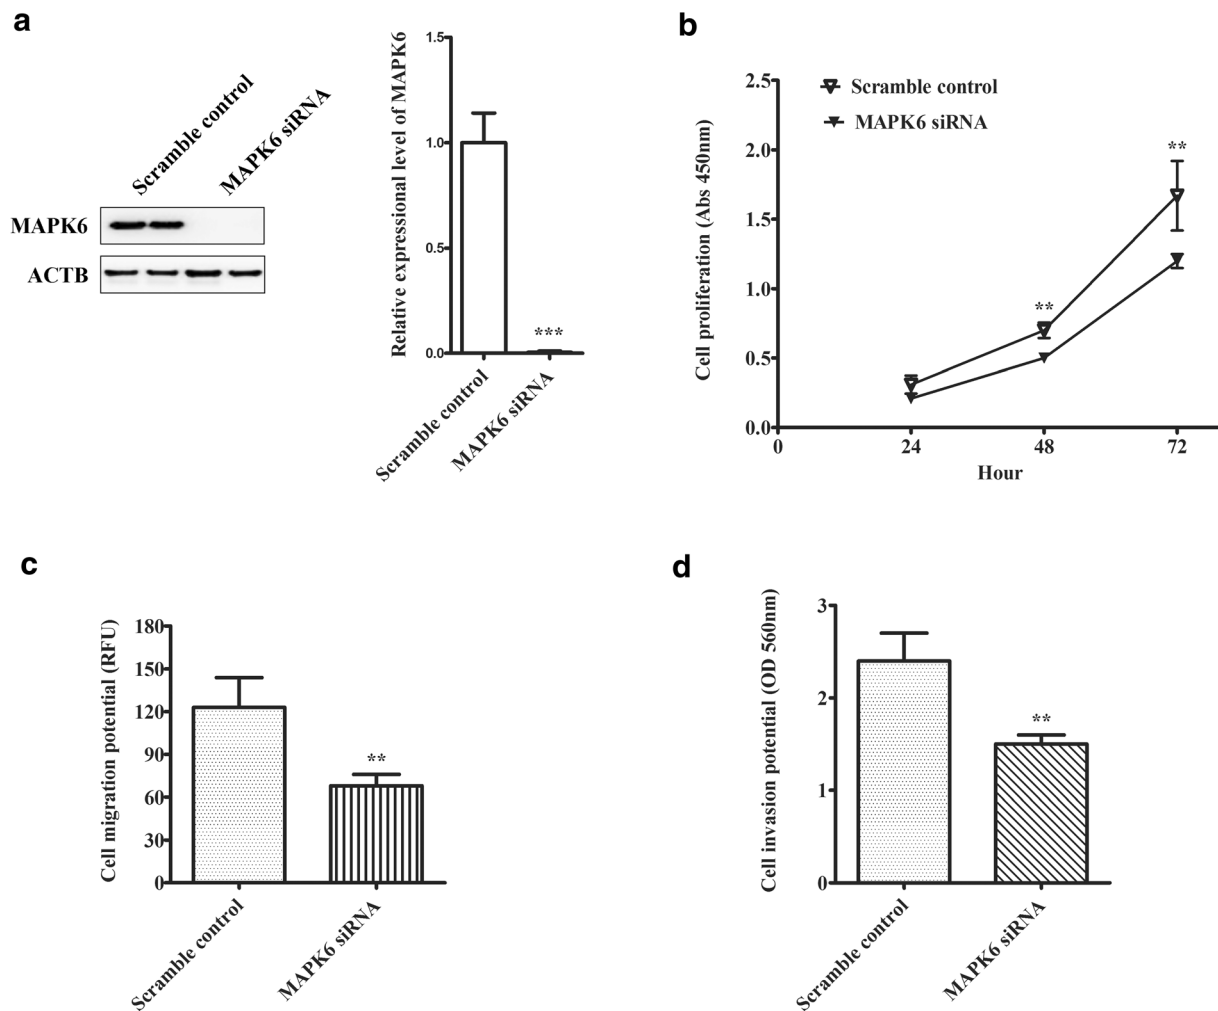 a
Scramble control
MAPK6 siRNA
MAPK6
ACTB
Relative expressional level of MAPK6
1.5
1.0
0.5
0.0
***
Scramble control
MAPK6 siRNA
b
Cell proliferation (Abs 450nm)
2.5
2.0
1.5
1.0
0.5
0.0
Scramble control
MAPK6 siRNA
**
**
0
24
48
72
Hour
c
Cell migration potential (RFU)
180
150
120
90
60
30
0
**
Scramble control
MAPK6 siRNA
d
Cell invasion potential (OD 560nm)
3
2
1
0
**
Scramble control
MAPK6 siRNA